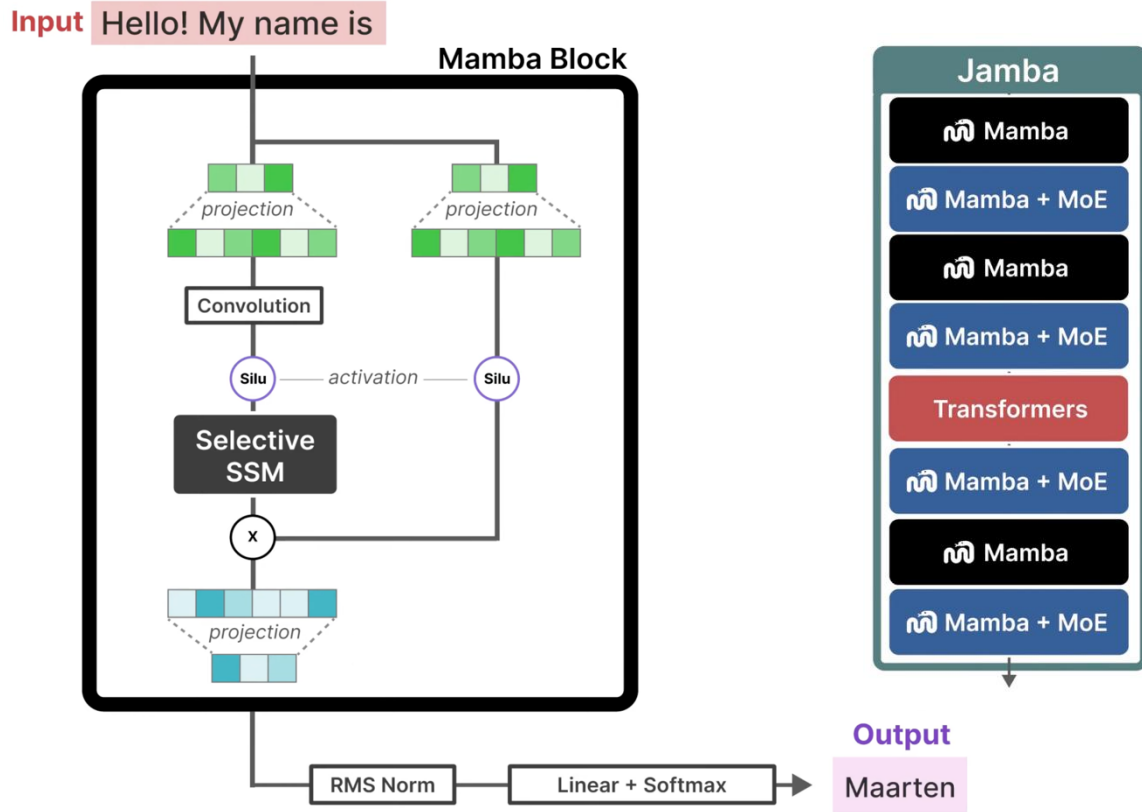 Input Hello! My name is
Mamba Block
projection projection
Convolution
Silu activation Silu
Selective
SSM
X
projection
RMS Norm Linear + Softmax
Output
Maarten
Jamba
Mamba
Mamba + MoE
Mamba
Mamba + MoE
Transformers
Mamba + MoE
Mamba
Mamba + MoE